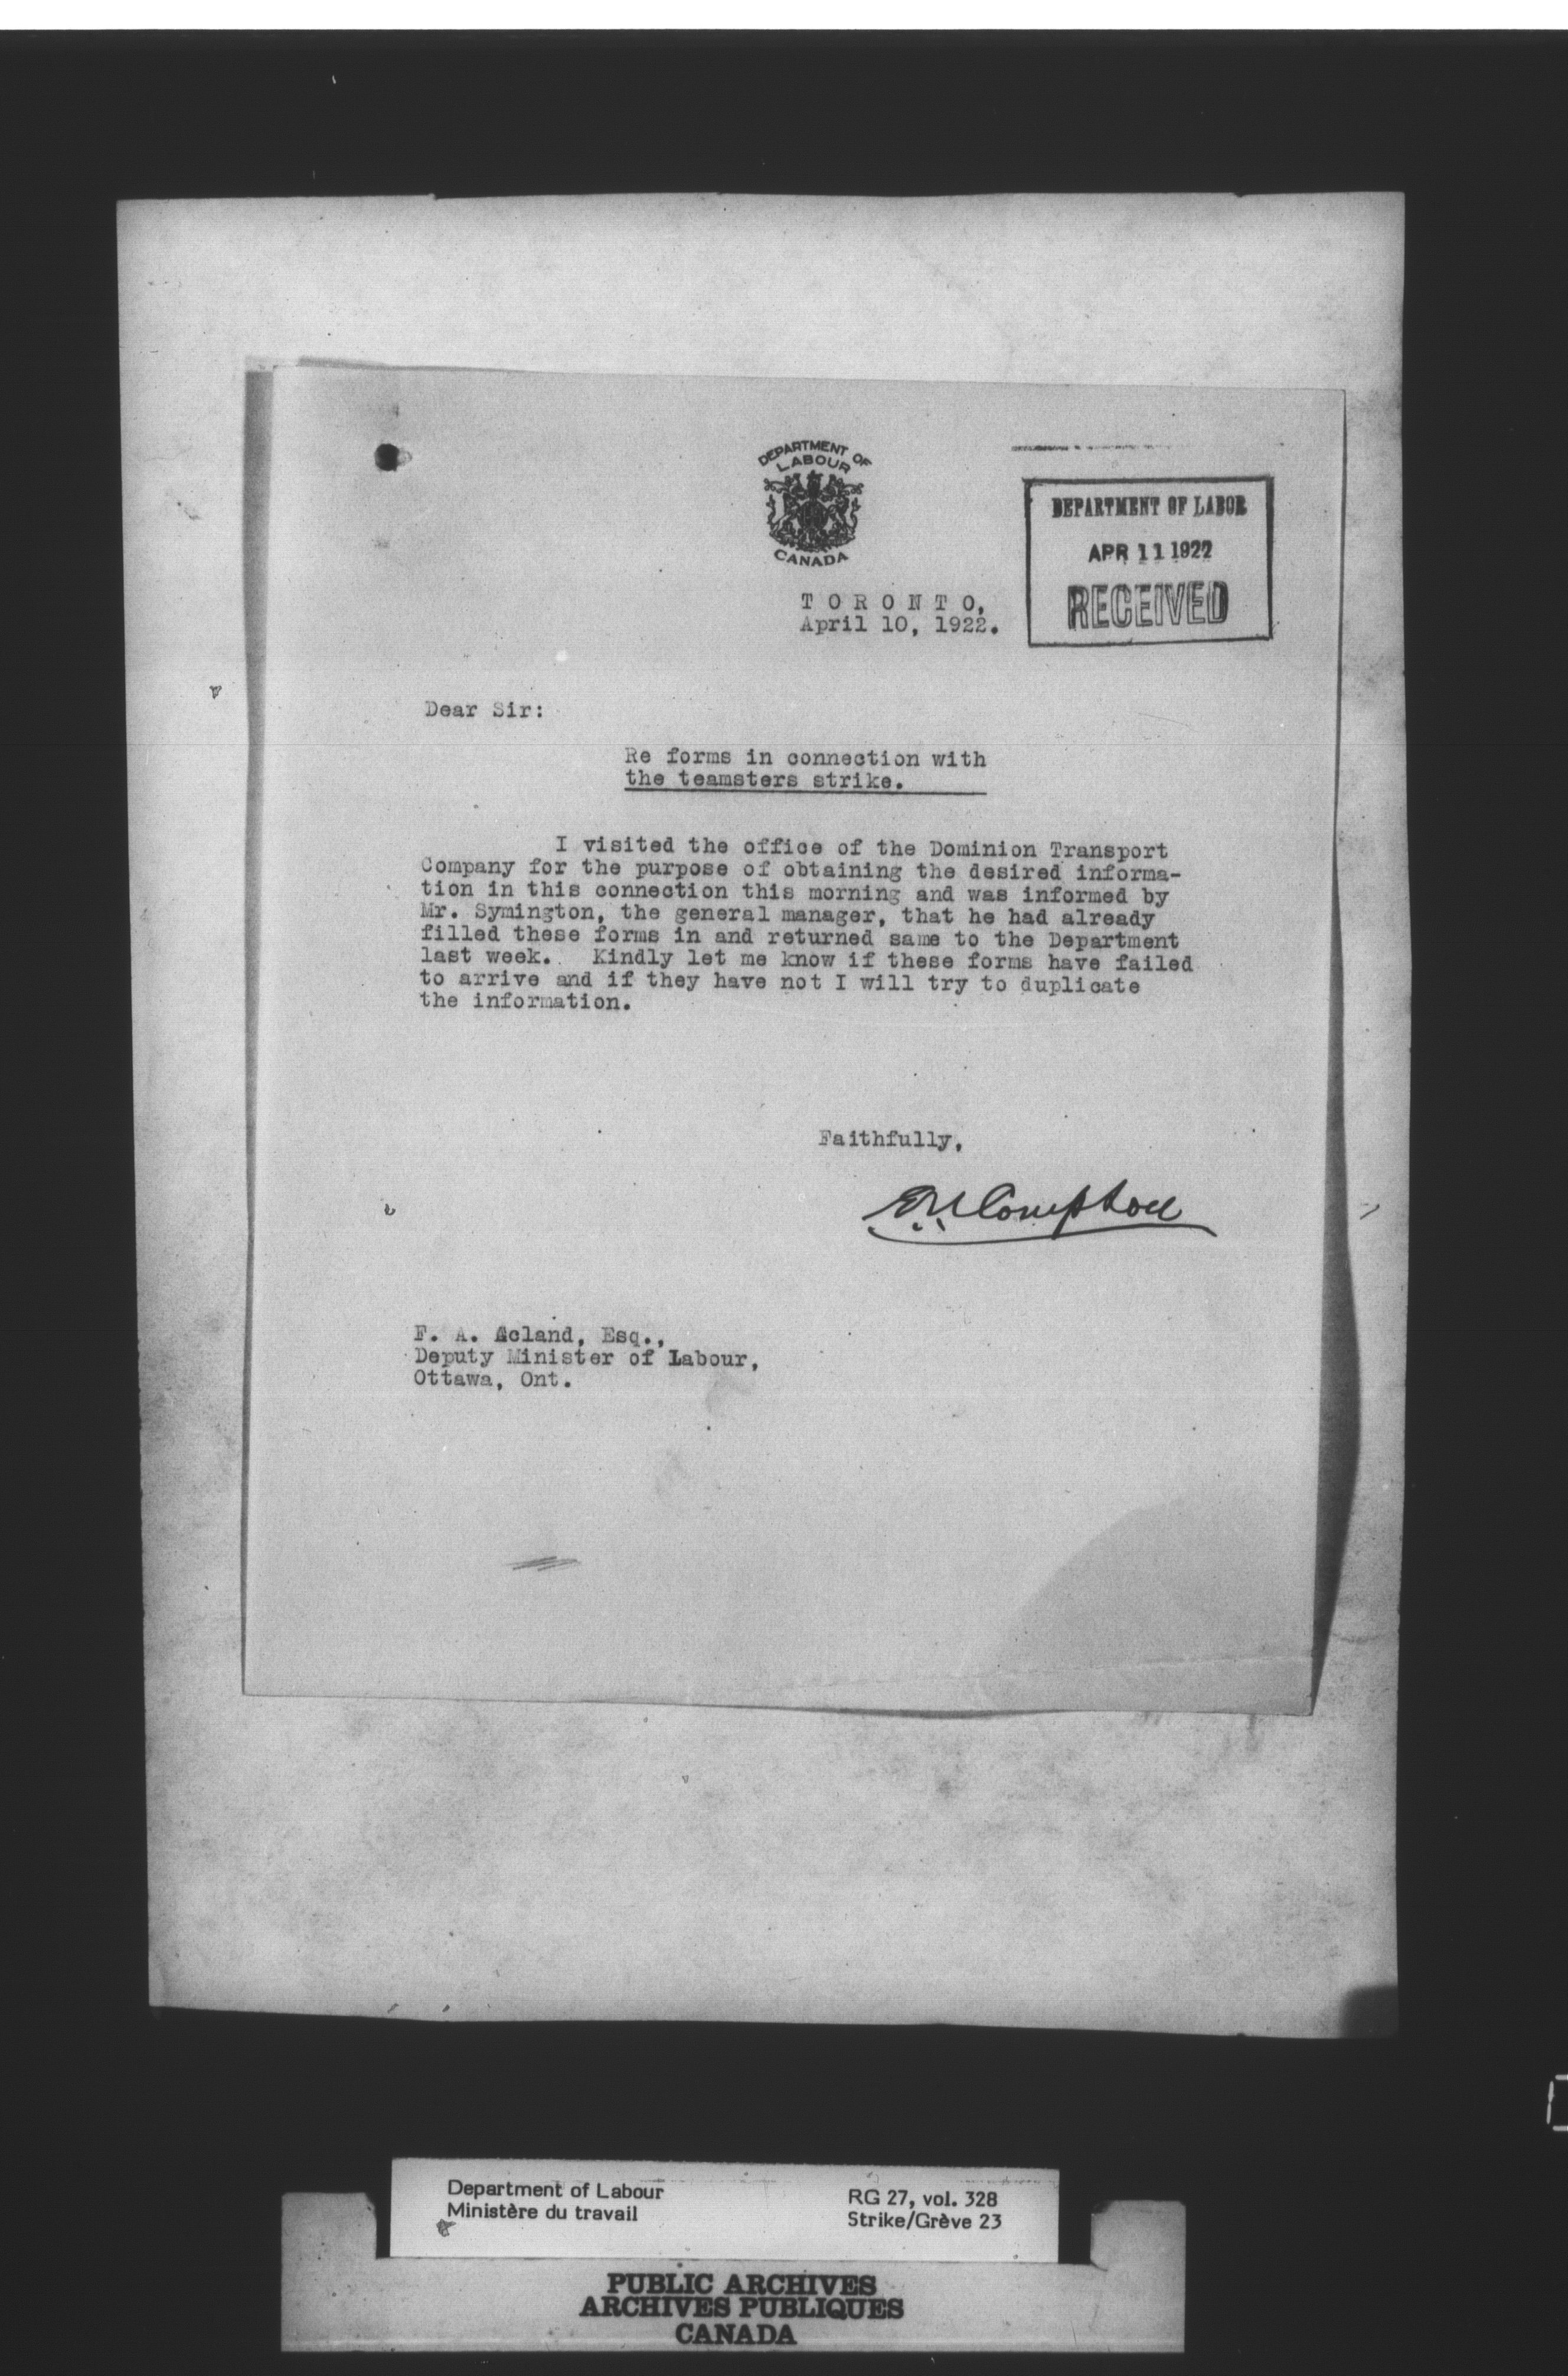 DEPARTMENT OF
LABOUR
CANADA
DEPARTMENT OF LABOR
APR 11 1922
RECEIVED
TORONTO,
April 10, 1922.
Dear Sir:
Re forms in connection with
the teamsters strike.
I visited the office of the Dominion Transport
Company for the purpose of obtaining the desired informa-
tion in this connection this morning and was informed by
Mr. Symington, the general manager, that he had already
filled these forms in and returned same to the Department
last week. Kindly let me know if these forms have failed
to arrive and if they have not I will try to duplicate
the information.
Faithfully,
F. A. Acland, Esq.,
Deputy Minister of Labour,
Ottawa, Ont.
Department of Labour
Ministère du travail
RG 27, vol. 328
Strike/Grève 23
PUBLIC ARCHIVES
ARCHIVES PUBLIQUES
CANADA